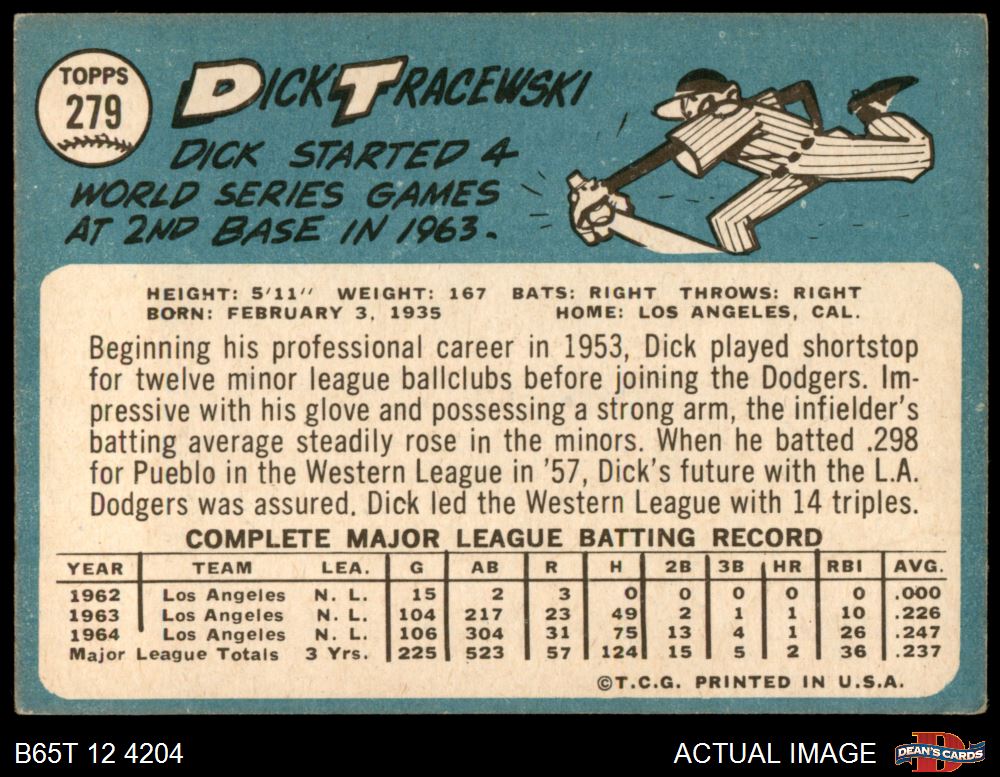 TOPPS
279
DICK TRACEWSKI
DICK STARTED 4
WORLD SERIES GAMES
AT 2ND BASE IN 1963.
HEIGHT: 5'11" WEIGHT: 167 BATS: RIGHT THROWS: RIGHT
BORN: FEBRUARY 3, 1935 HOME: LOS ANGELES, CAL.
Beginning his professional career in 1953, Dick played shortstop
for twelve minor league ballclubs before joining the Dodgers. Im-
pressive with his glove and possessing a strong arm, the infielder's
batting average steadily rose in the minors. When he batted .298
for Pueblo in the Western League in '57, Dick's future with the L.A.
Dodgers was assured. Dick led the Western League with 14 triples.
COMPLETE MAJOR LEAGUE BATTING RECORD
YEAR TEAM LEA. G AB R H 2B 3B HR RBI AVG.
1962 Los Angeles N. L. 15 2 3 0 0 0 0 0 .000
1963 Los Angeles N. L. 104 217 23 49 2 1 1 10 .226
1964 Los Angeles N. L. 106 304 31 75 13 4 1 26 .247
Major League Totals 3 Yrs. 225 523 57 124 15 5 2 36 .237
©T.C.G. PRINTED IN U.S.A.
B65T 12 4204 ACTUAL IMAGE DEAN'S CARDS